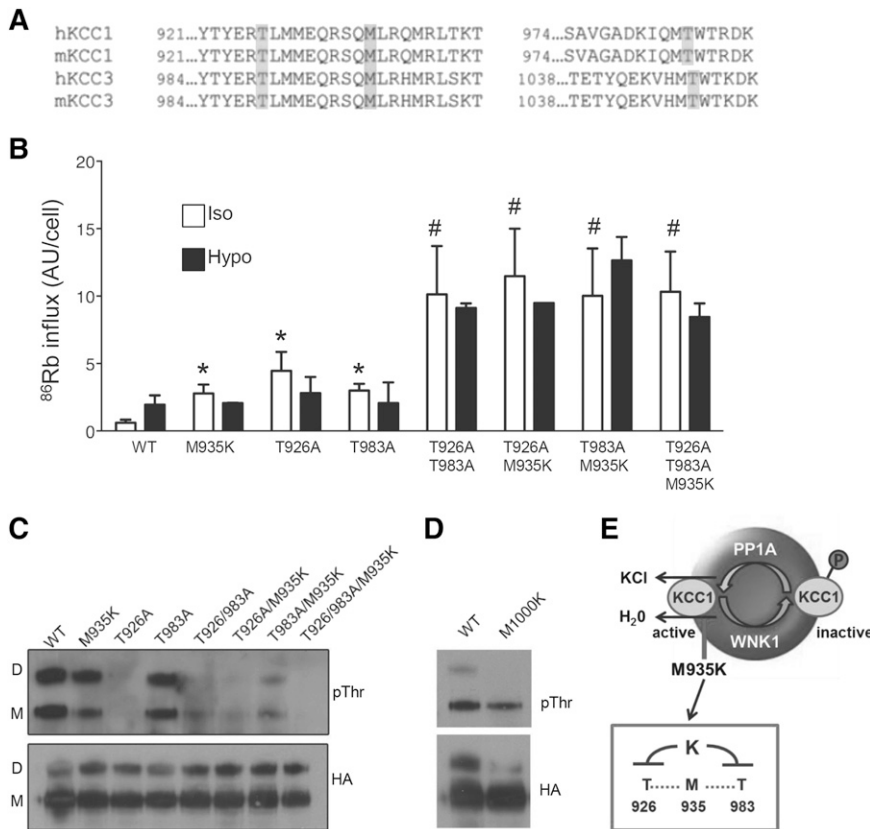 A
hKCC1 921…YTYERTLMMEQRSQMLRQMRLTKT 974…SAVGADKIQMTWTRDK
mKCC1 921…YTYERTLMMEQRSQMLRQMRLTKT 974…SVAGADKIQMTWTRDK
hKCC3 984…YTYERTLMMEQRSQMLRHMRLSKT 1038…TETYQEKVHMTWTKDK
mKCC3 984…YTYERTLMMEQRSQMLRHMRLSKT 1038…TETYQEKVHMTWTKDK
B
20
15
10
5
0
⁸⁶Rb influx (AU/cell)
Iso
Hypo
* * * # # # #
WT M935K T926A T983A T926A T926A T983A T926A
T983A M935K M935K T983A
M935K
C
WT M935K T926A T983A T926/983A T926A/M935K T983A/M935K T926/983A/M935K
D
M
pThr
D
M
HA
D
WT M1000K
pThr
HA
E
PP1A
P
KCl
KCC1 KCC1
H₂0
active WNK1 inactive
M935K
K
T M T
926 935 983